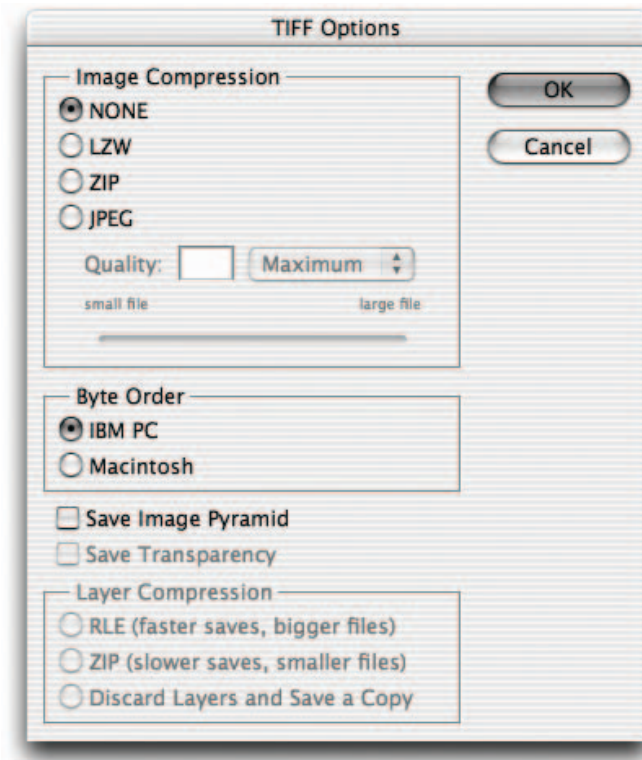 TIFF Options
Image Compression
NONE
LZW
ZIP
JPEG
Quality:
Maximum
small file
large file
Byte Order
IBM PC
Macintosh
Save Image Pyramid
Save Transparency
Layer Compression
RLE (faster saves, bigger files)
ZIP (slower saves, smaller files)
Discard Layers and Save a Copy
OK
Cancel